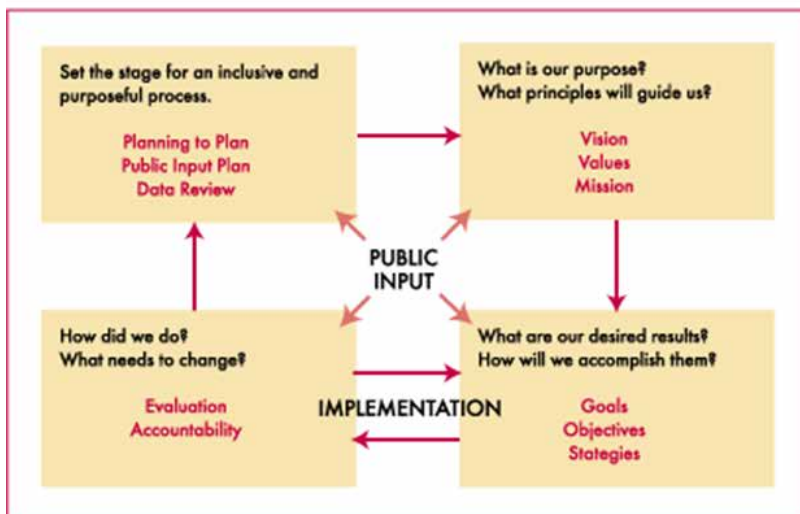 Set the stage for an inclusive and
purposeful process.
Planning to Plan
Public Input Plan
Data Review
What is our purpose?
What principles will guide us?
Vision
Values
Mission
PUBLIC
INPUT
How did we do?
What needs to change?
Evaluation
Accountability
IMPLEMENTATION
What are our desired results?
How will we accomplish them?
Goals
Objectives
Stategies